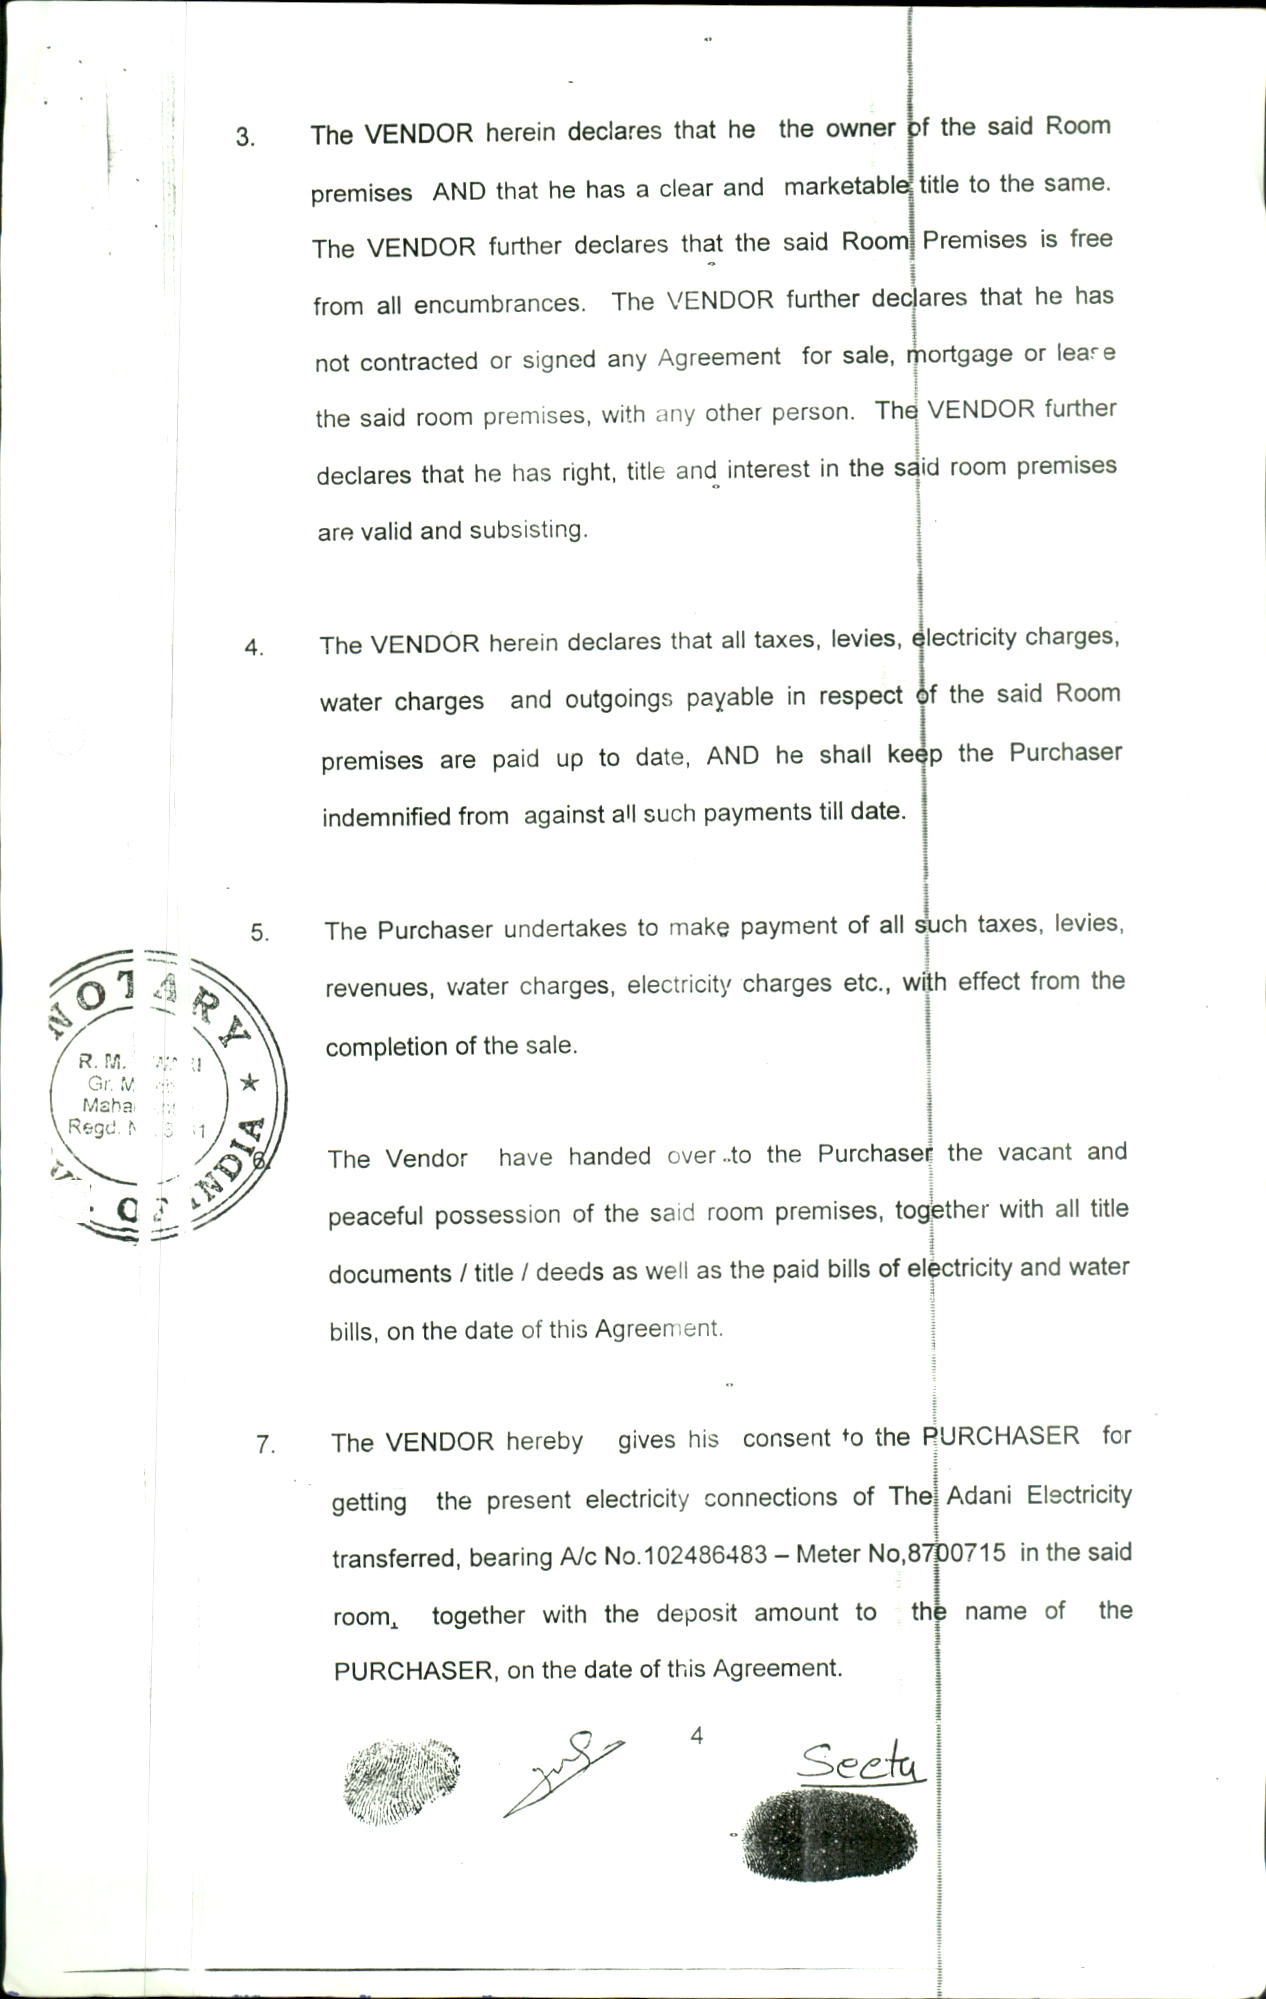 3. The VENDOR herein declares that he the owner of the said Room
premises AND that he has a clear and marketable title to the same.
The VENDOR further declares that the said Room Premises is free
from all encumbrances. The VENDOR further declares that he has
not contracted or signed any Agreement for sale, mortgage or lease
the said room premises, with any other person. The VENDOR further
declares that he has right, title and interest in the said room premises
are valid and subsisting.
4. The VENDOR herein declares that all taxes, levies, electricity charges,
water charges and outgoings payable in respect of the said Room
premises are paid up to date, AND he shall keep the Purchaser
indemnified from against all such payments till date.
5. The Purchaser undertakes to make payment of all such taxes, levies,
revenues, water charges, electricity charges etc., with effect from the
completion of the sale.
NOTARY
R. M.
Gr. M
Maha
Regd.
OF INDIA
6. The Vendor have handed over ..to the Purchaser the vacant and
peaceful possession of the said room premises, together with all title
documents / title / deeds as well as the paid bills of electricity and water
bills, on the date of this Agreement.
7. The VENDOR hereby gives his consent to the PURCHASER for
getting the present electricity connections of The Adani Electricity
transferred, bearing A/c No.102486483 – Meter No,8700715 in the said
room, together with the deposit amount to the name of the
PURCHASER, on the date of this Agreement.
4
Seeta